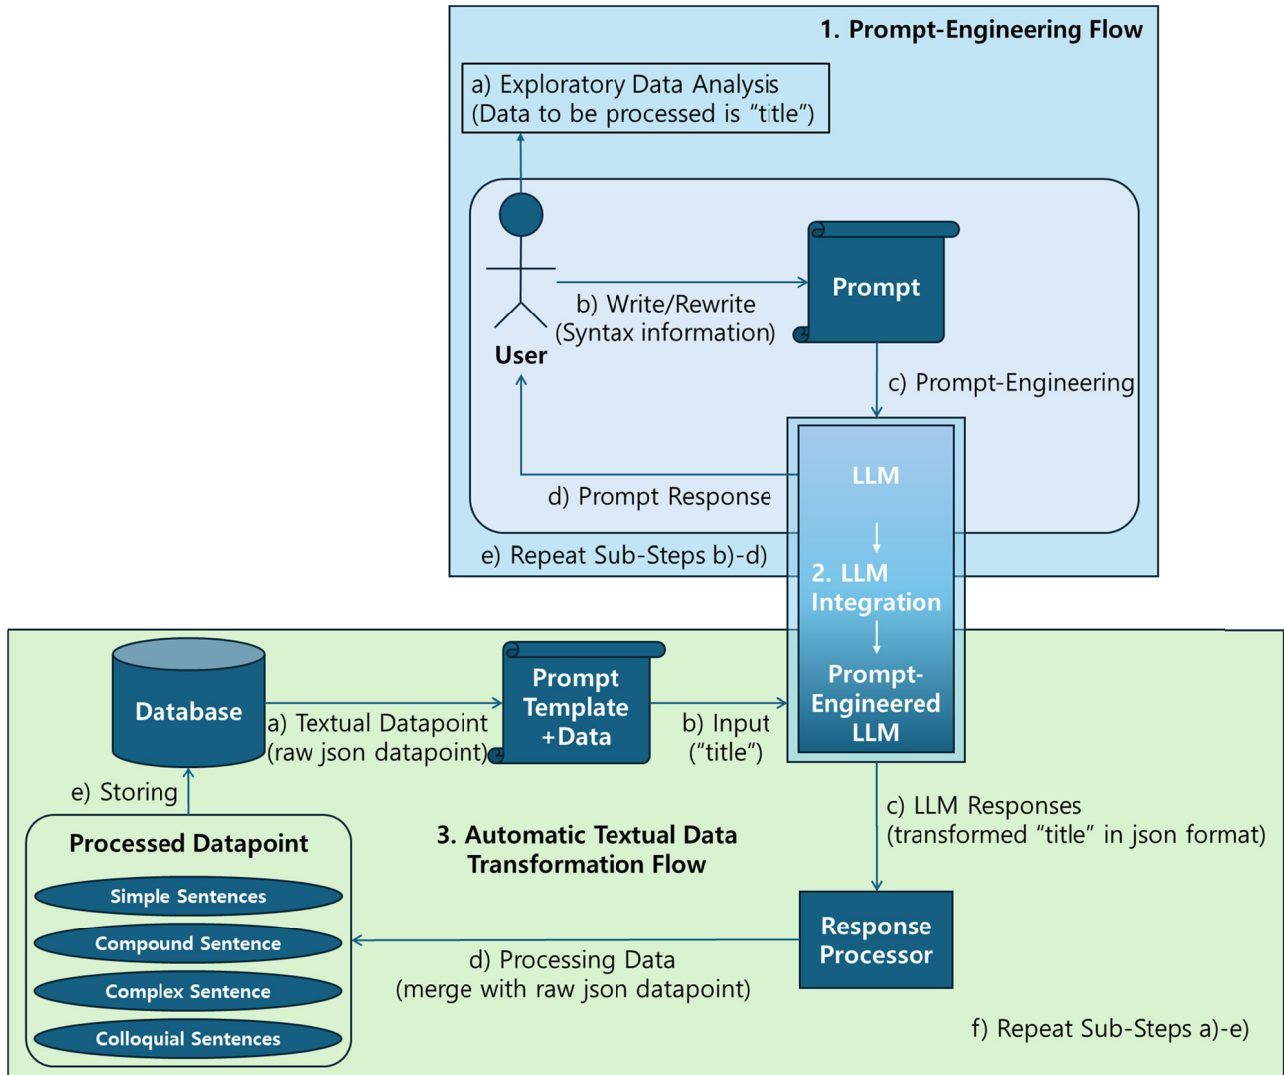 1. Prompt-Engineering Flow
a) Exploratory Data Analysis
(Data to be processed is “title”)
Prompt
b) Write/Rewrite
(Syntax information)
User
c) Prompt-Engineering
LLM
d) Prompt Response
e) Repeat Sub-Steps b)-d)
2. LLM
Integration
Prompt-
Engineered
LLM
Database
a) Textual Datapoint
(raw json datapoint)
Prompt
Template
+Data
b) Input
(“title”)
e) Storing
c) LLM Responses
(transformed “title” in json format)
3. Automatic Textual Data
Transformation Flow
Processed Datapoint
Simple Sentences
Compound Sentence
Complex Sentence
Colloquial Sentences
Response
Processor
d) Processing Data
(merge with raw json datapoint)
f) Repeat Sub-Steps a)-e)